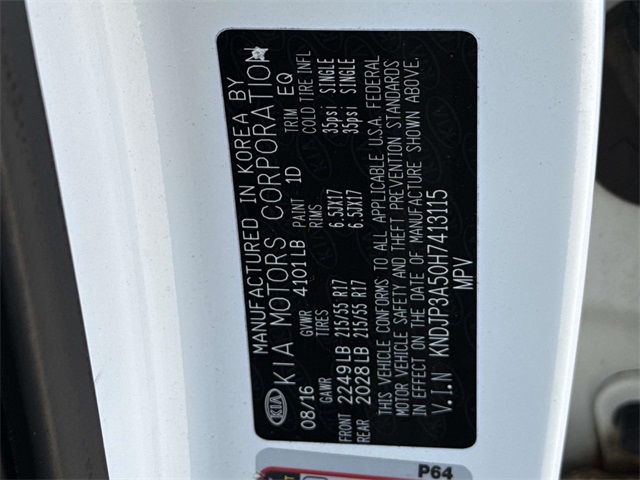 MANUFACTURED IN KOREA BY
KIA KIA MOTORS CORPORATION
08/16 GVWR 4101LB PAINT 1D TRIM EQ
GAWR TIRES RIMS COLD TIRE INFL
FRONT 2249LB 215/55 R17 6.5JX17 35psi SINGLE
REAR 2028LB 215/55 R17 6.5JX17 35psi SINGLE
THIS VEHICLE CONFORMS TO ALL APPLICABLE U.S.A. FEDERAL
MOTOR VEHICLE SAFETY AND THEFT PREVENTION STANDARDS
IN EFFECT ON THE DATE OF MANUFACTURE SHOWN ABOVE.
V.I.N KNDJP3A50H7413115
MPV
P64